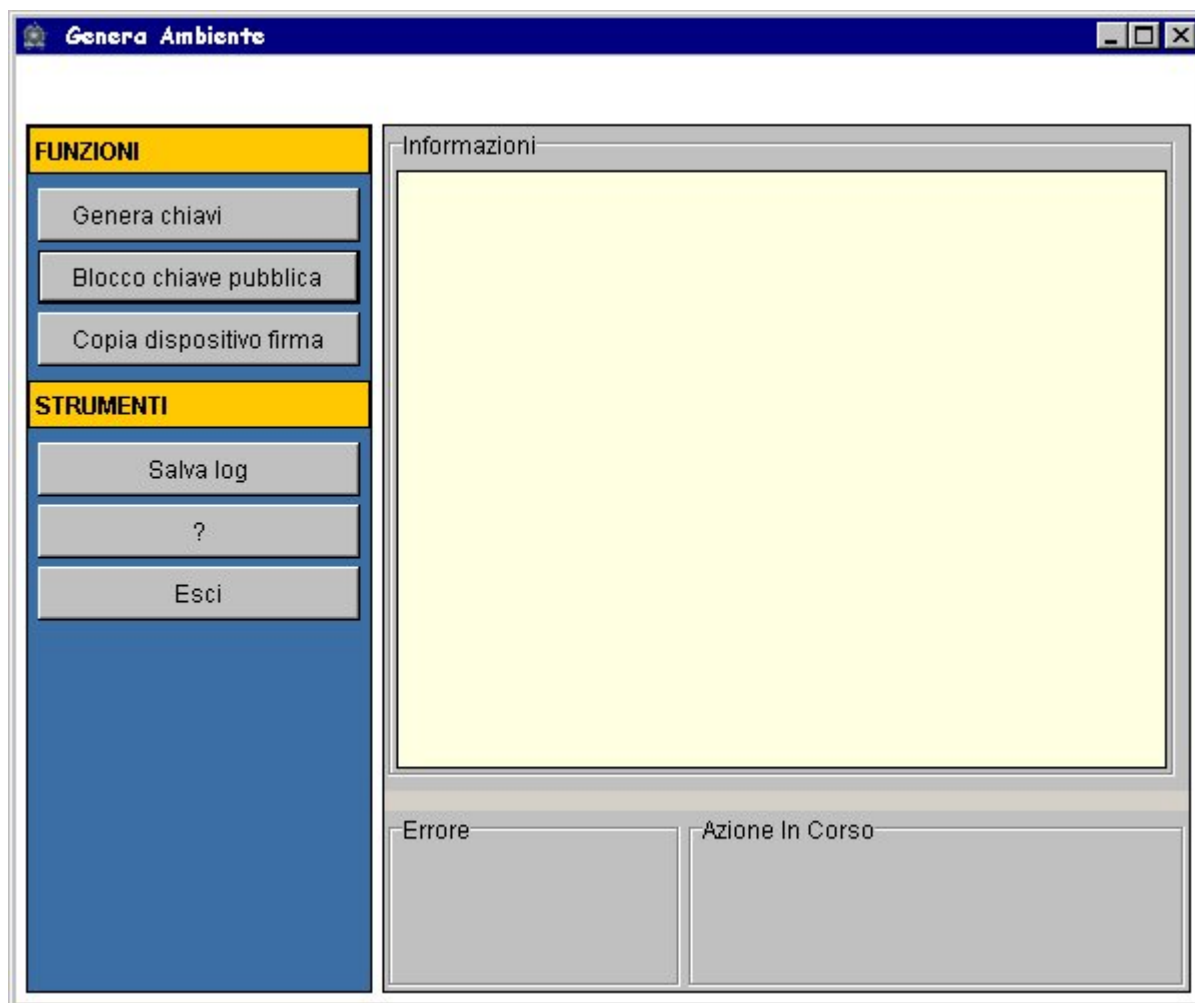 Genera Ambiente
FUNZIONI
Genera chiavi
Blocco chiave pubblica
Copia dispositivo firma
STRUMENTI
Salva log
?
Esci
Informazioni
Errore
Azione In Corso